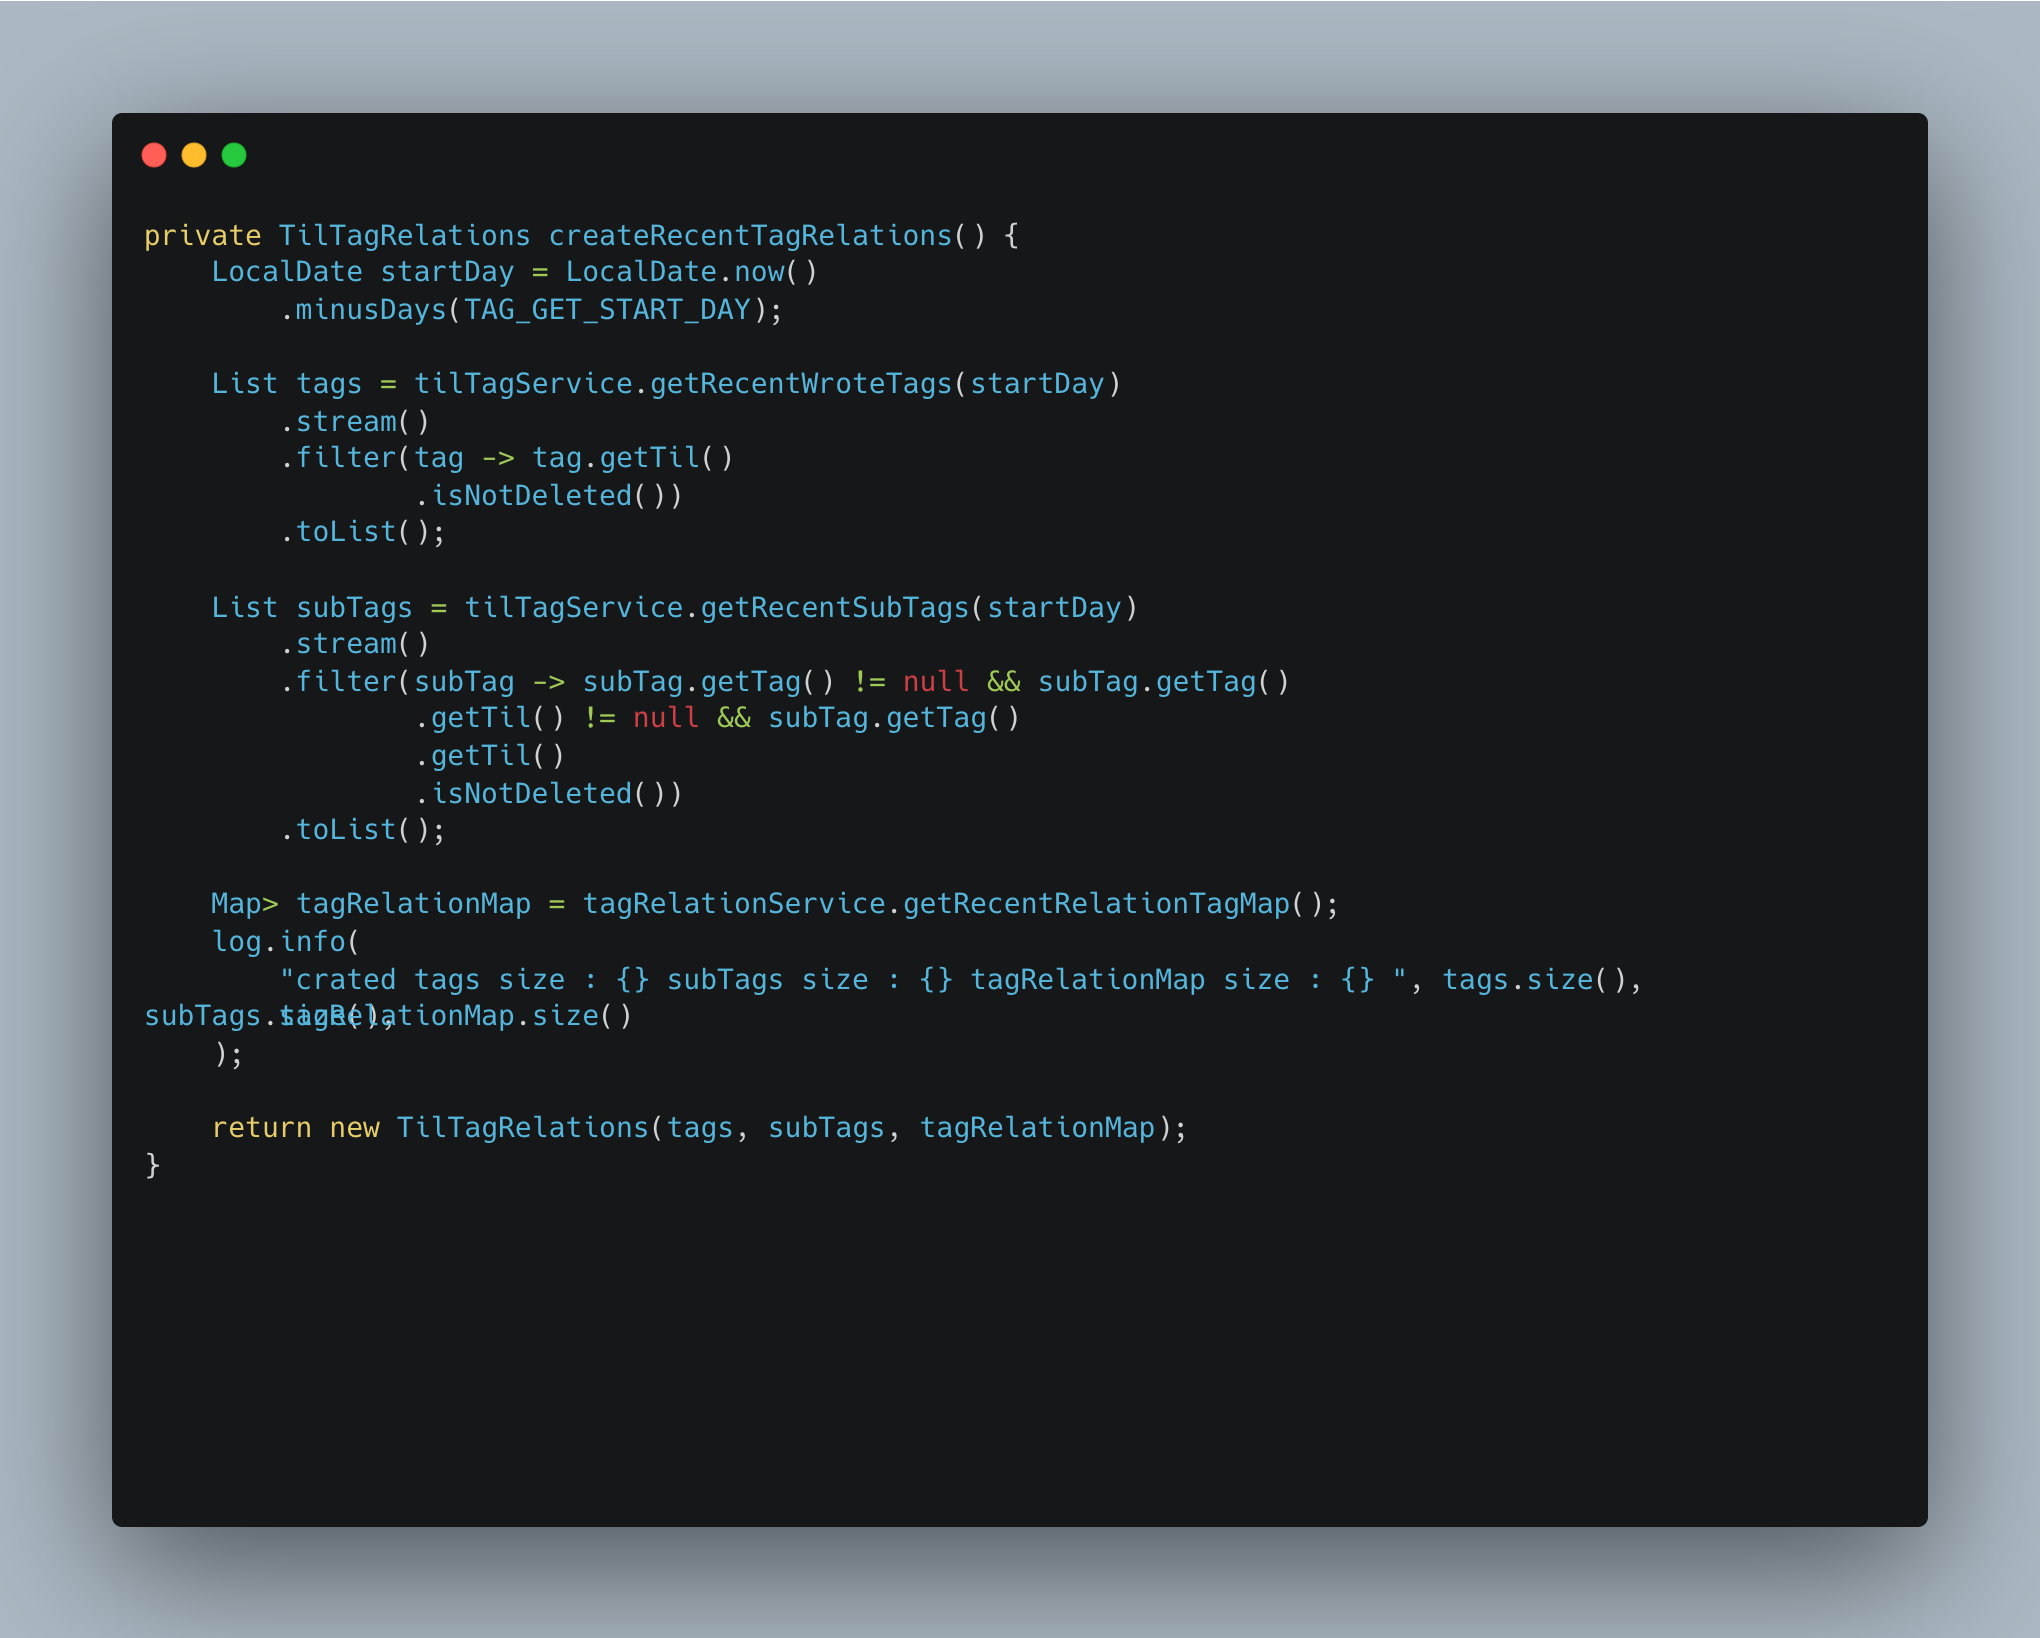 private TilTagRelations createRecentTagRelations() {
    LocalDate startDay = LocalDate.now()
        .minusDays(TAG_GET_START_DAY);

    List tags = tilTagService.getRecentWroteTags(startDay)
        .stream()
        .filter(tag -> tag.getTil()
                .isNotDeleted())
        .toList();

    List subTags = tilTagService.getRecentSubTags(startDay)
        .stream()
        .filter(subTag -> subTag.getTag() != null && subTag.getTag()
                .getTil() != null && subTag.getTag()
                .getTil()
                .isNotDeleted())
        .toList();

    Map> tagRelationMap = tagRelationService.getRecentRelationTagMap();
    log.info(
        "crated tags size : {} subTags size : {} tagRelationMap size : {} ", tags.size(),
subTags.size(),
        tagRelationMap.size()
    );

    return new TilTagRelations(tags, subTags, tagRelationMap);
}